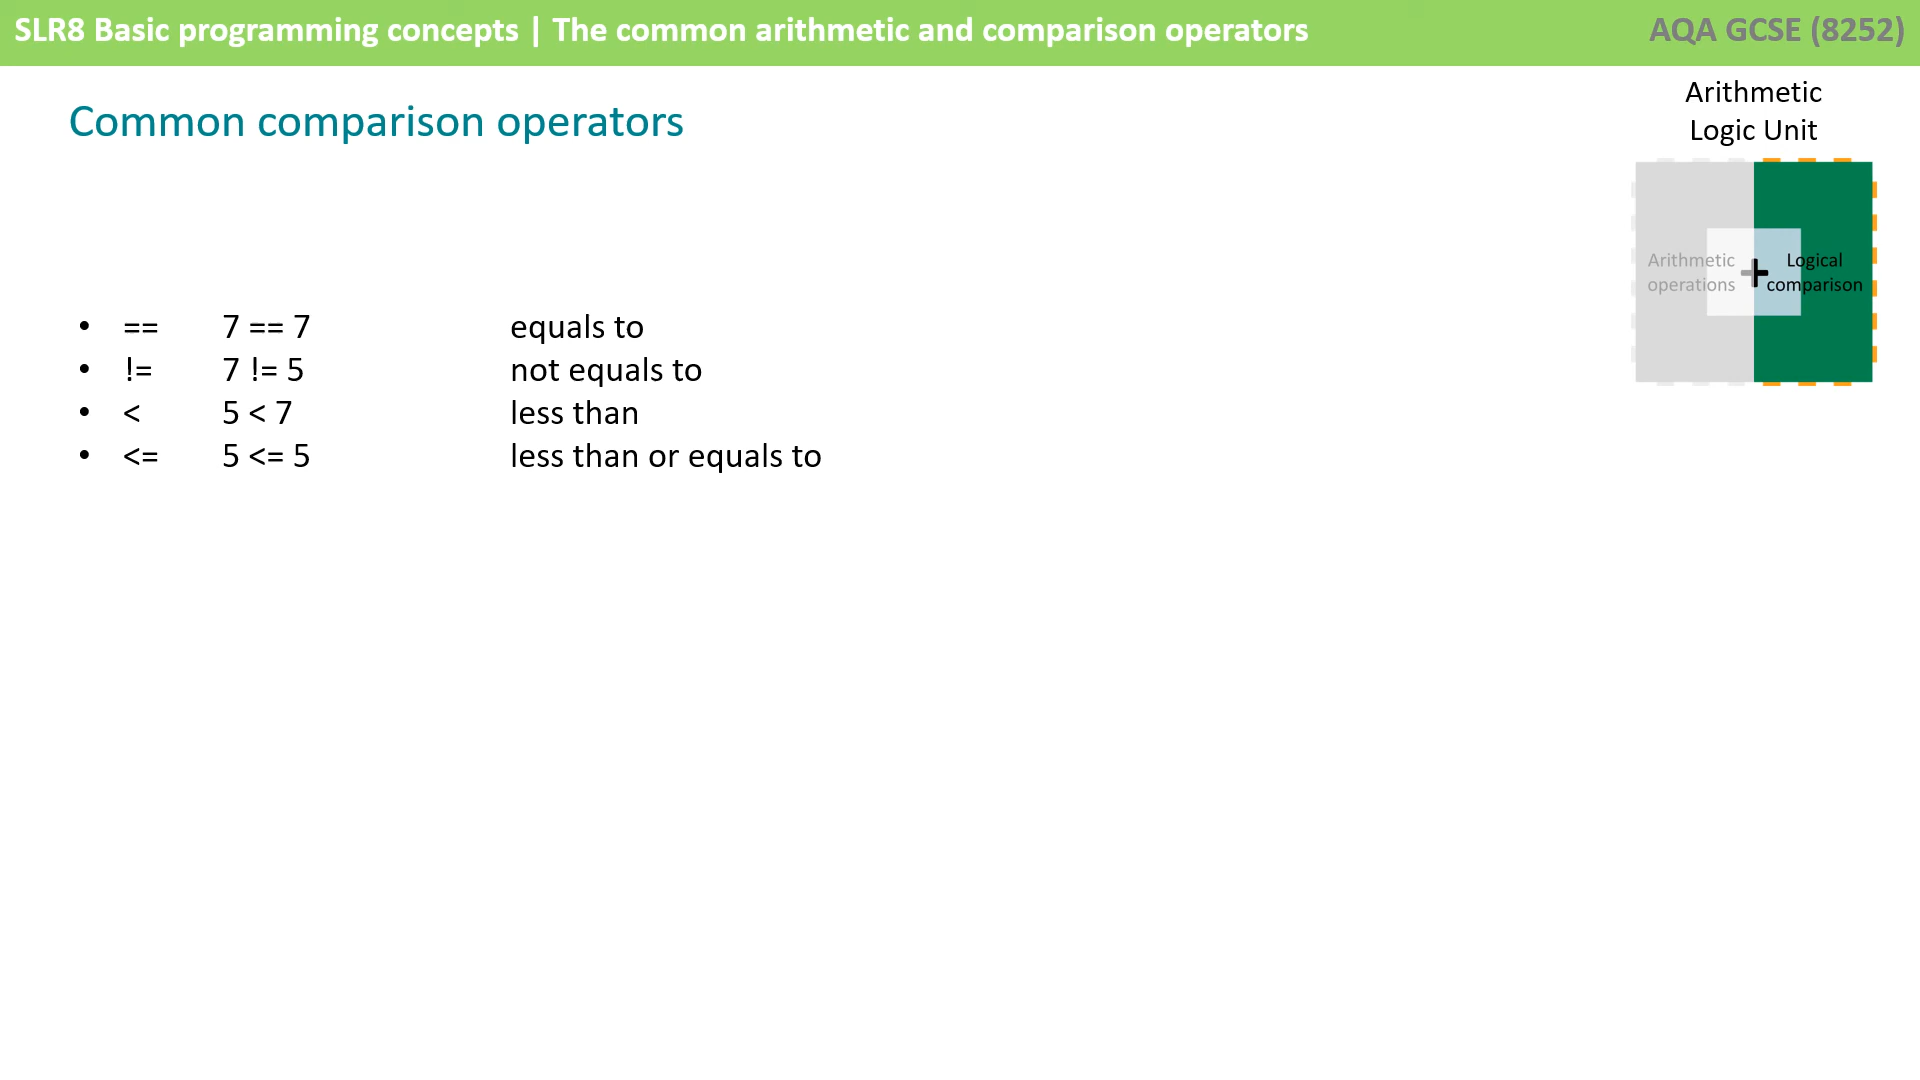 SLR8 Basic programming concepts | The common arithmetic and comparison operators
AQA GCSE (8252)
Common comparison operators
Arithmetic
Logic Unit
Arithmetic
operations
+
Logical
comparison
• == 7 == 7 equals to
• != 7 != 5 not equals to
• < 5 < 7 less than
• <= 5 <= 5 less than or equals to